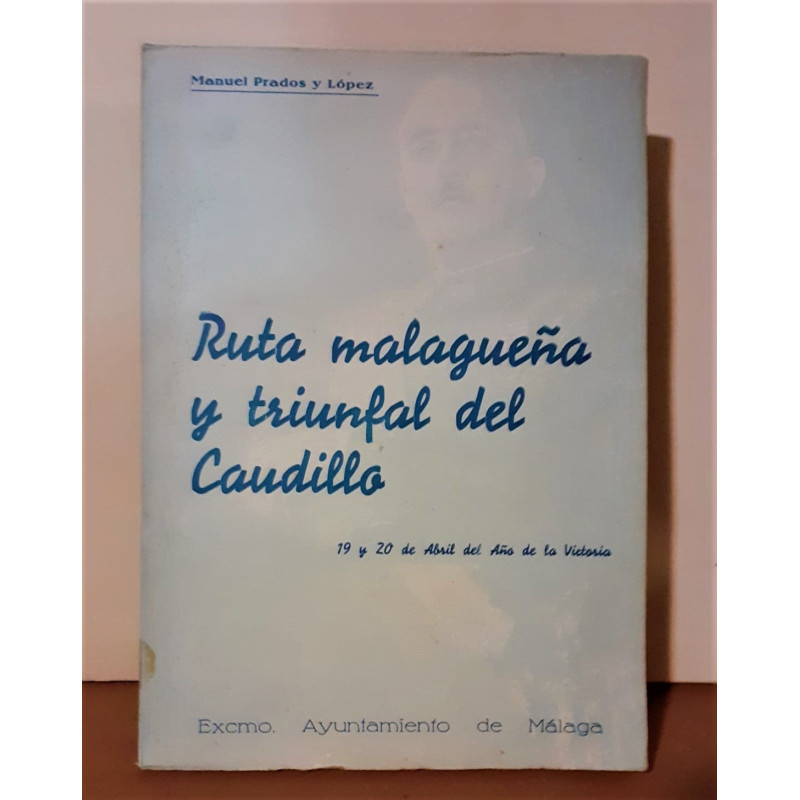 Manuel Prados y López
Ruta malagueña
y triunfal del
Caudillo
19 y 20 de Abril del Año de la Victoria
Excmo. Ayuntamiento de Málaga